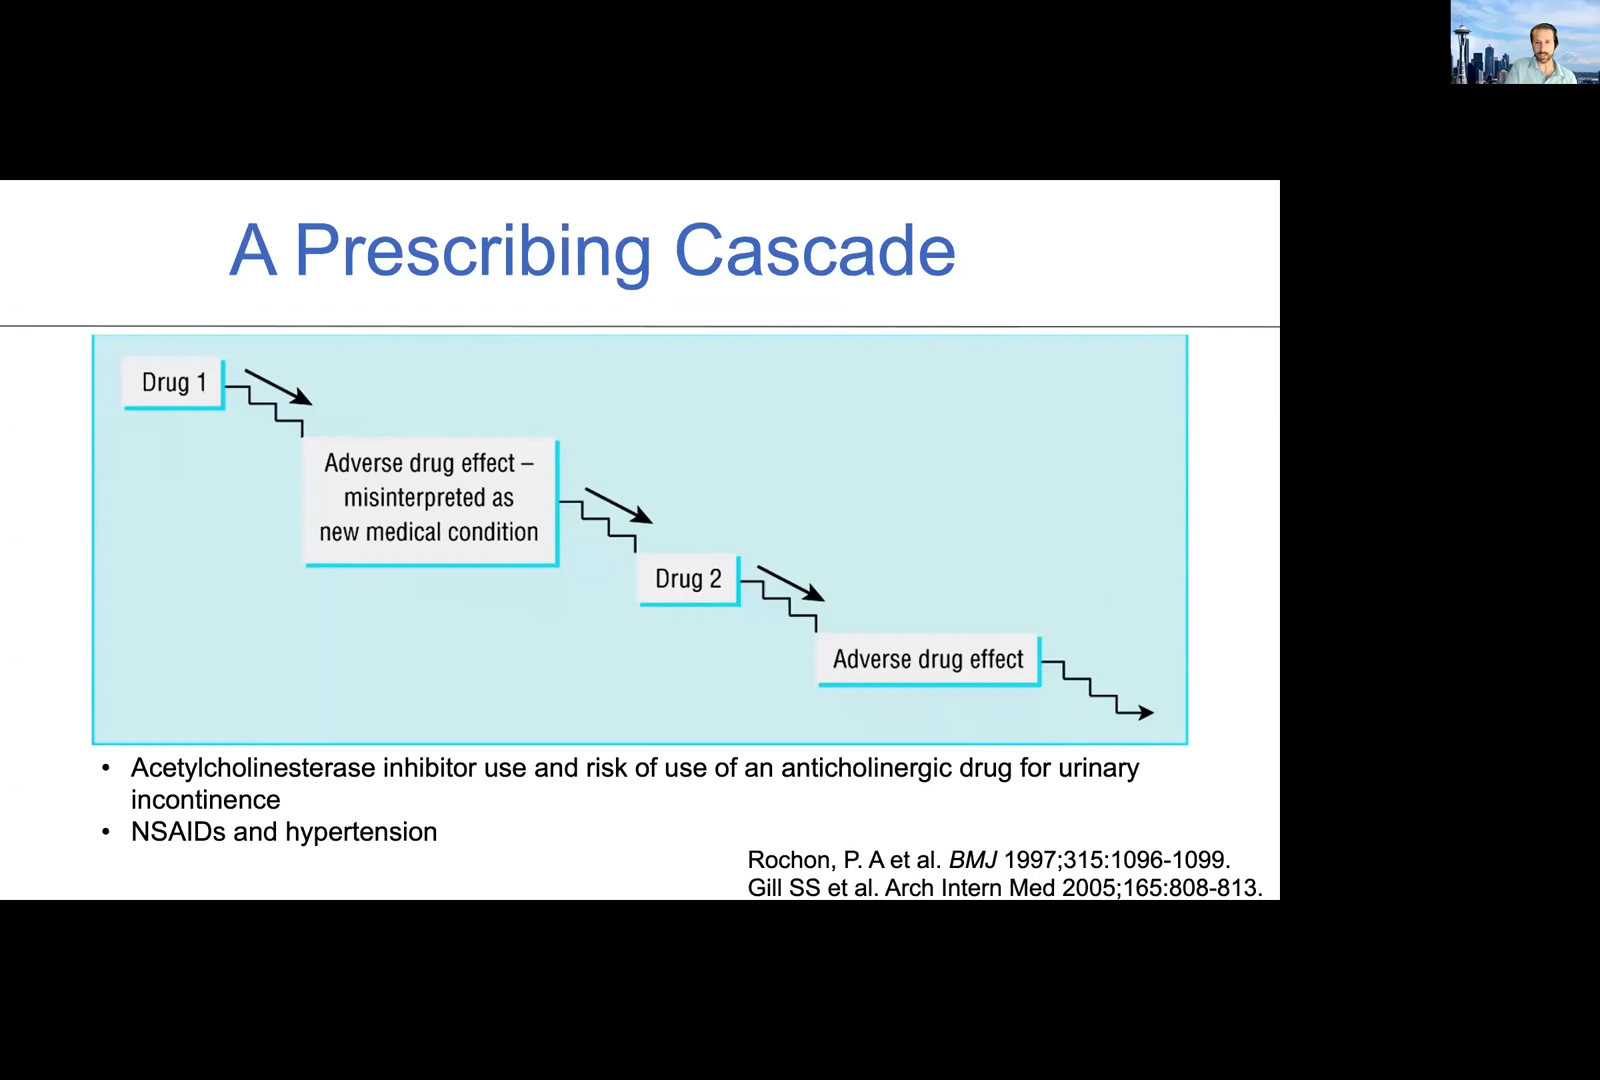 A Prescribing Cascade
Drug 1
Adverse drug effect –
misinterpreted as
new medical condition
Drug 2
Adverse drug effect
• Acetylcholinesterase inhibitor use and risk of use of an anticholinergic drug for urinary
incontinence
• NSAIDs and hypertension
Rochon, P. A et al. BMJ 1997;315:1096-1099.
Gill SS et al. Arch Intern Med 2005;165:808-813.